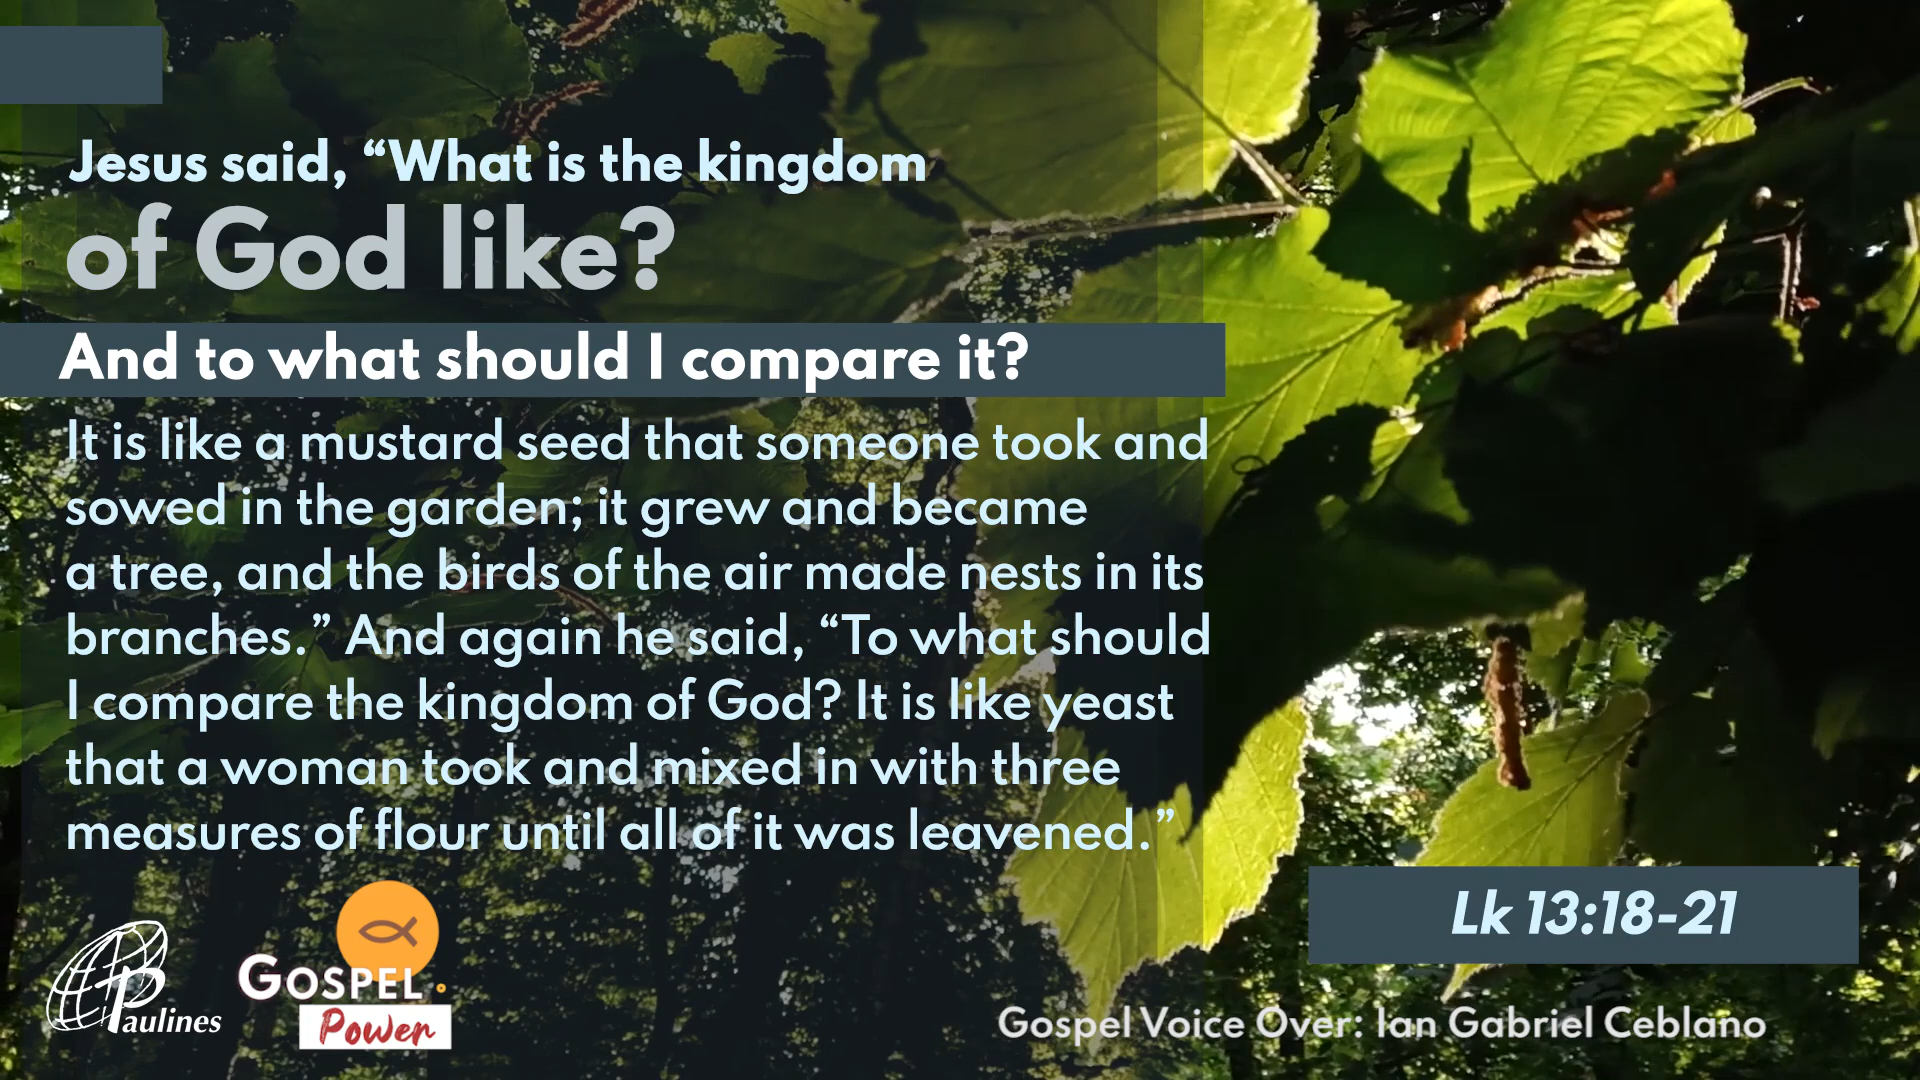 Jesus said, “What is the kingdom
of God like?
And to what should I compare it?
It is like a mustard seed that someone took and
sowed in the garden; it grew and became
a tree, and the birds of the air made nests in its
branches.” And again he said, “To what should
I compare the kingdom of God? It is like yeast
that a woman took and mixed in with three
measures of flour until all of it was leavened.”
Lk 13:18-21
Paulines
GOSPEL
Power
Gospel Voice Over: Ian Gabriel Ceblano